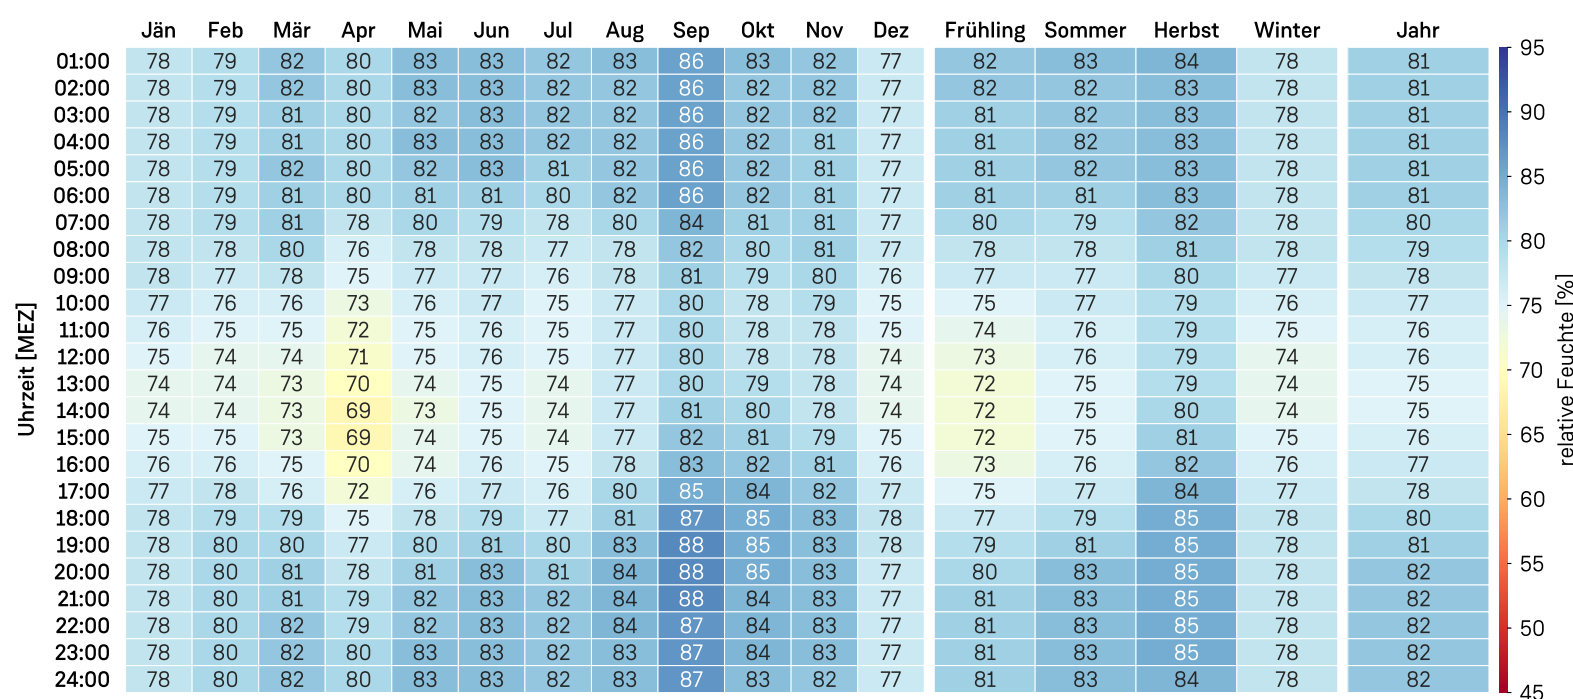 Jän Feb Mär Apr Mai Jun Jul Aug Sep Okt Nov Dez Frühling Sommer Herbst Winter Jahr
01:00 78 79 82 80 83 83 82 83 86 83 82 77 82 83 84 78 81
02:00 78 79 82 80 83 83 82 82 86 82 82 77 82 82 83 78 81
03:00 78 79 81 80 82 83 82 82 86 82 82 77 81 82 83 78 81
04:00 78 79 81 80 83 83 82 82 86 82 81 77 81 82 83 78 81
05:00 78 79 82 80 82 83 81 82 86 82 81 77 81 82 83 78 81
06:00 78 79 81 80 81 81 80 82 86 82 81 77 81 81 83 78 81
07:00 78 79 81 78 80 79 78 80 84 81 81 77 80 79 82 78 80
08:00 78 78 80 76 78 78 77 78 82 80 81 77 78 78 81 78 79
09:00 78 77 78 75 77 77 76 78 81 79 80 76 77 77 80 77 78
10:00 77 76 76 73 76 77 75 77 80 78 79 75 75 77 79 76 77
11:00 76 75 75 72 75 76 75 77 80 78 78 75 74 76 79 75 76
12:00 75 74 74 71 75 76 75 77 80 78 78 74 73 76 79 74 76
13:00 74 74 73 70 74 75 74 77 80 79 78 74 72 75 79 74 75
14:00 74 74 73 69 73 75 74 77 81 80 78 74 72 75 80 74 75
15:00 75 75 73 69 74 75 74 77 82 81 79 75 72 75 81 75 76
16:00 76 76 75 70 74 76 75 78 83 82 81 76 73 76 82 76 77
17:00 77 78 76 72 76 77 76 80 85 84 82 77 75 77 84 77 78
18:00 78 79 79 75 78 79 77 81 87 85 83 78 77 79 85 78 80
19:00 78 80 80 77 80 81 80 83 88 85 83 78 79 81 85 78 81
20:00 78 80 81 78 81 83 81 84 88 85 83 77 80 83 85 78 82
21:00 78 80 81 79 82 83 82 84 88 84 83 77 81 83 85 78 82
22:00 78 80 82 79 82 83 82 84 87 84 83 77 81 83 85 78 82
23:00 78 80 82 80 83 83 82 83 87 84 83 77 81 83 85 78 82
24:00 78 80 82 80 83 83 82 83 87 83 82 77 81 83 84 78 82
Uhrzeit [MEZ]
95
90
85
80
75
70
65
60
55
50
45
relative Feuchte [%]